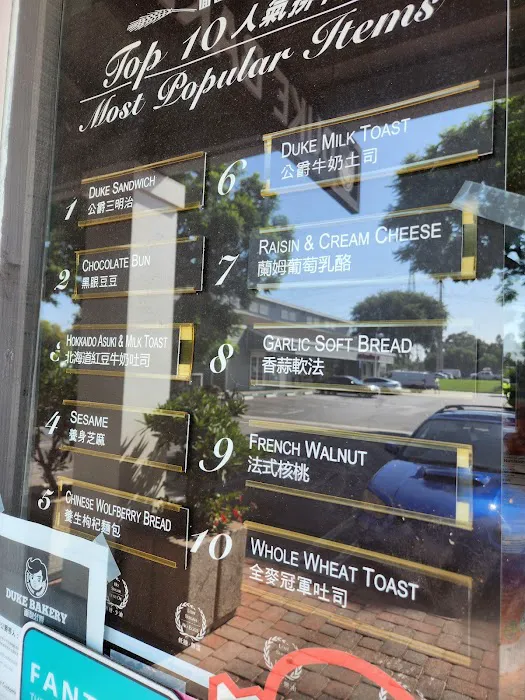 Top 10 人氣排
Most Popular Items
1 DUKE SANDWICH
公爵三明治
2 CHOCOLATE BUN
黑眼豆豆
3 HOKKAIDO ASUKI & MILK TOAST
北海道紅豆牛奶吐司
4 SESAME
養身芝麻
5 CHINESE WOLFBERRY BREAD
養生枸杞麵包
6 DUKE MILK TOAST
公爵牛奶土司
7 RAISIN & CREAM CHEESE
蘭姆葡萄乳酪
8 GARLIC SOFT BREAD
香蒜軟法
9 FRENCH WALNUT
法式核桃
10 WHOLE WHEAT TOAST
全麥冠軍吐司
DUKE BAKERY
FANT